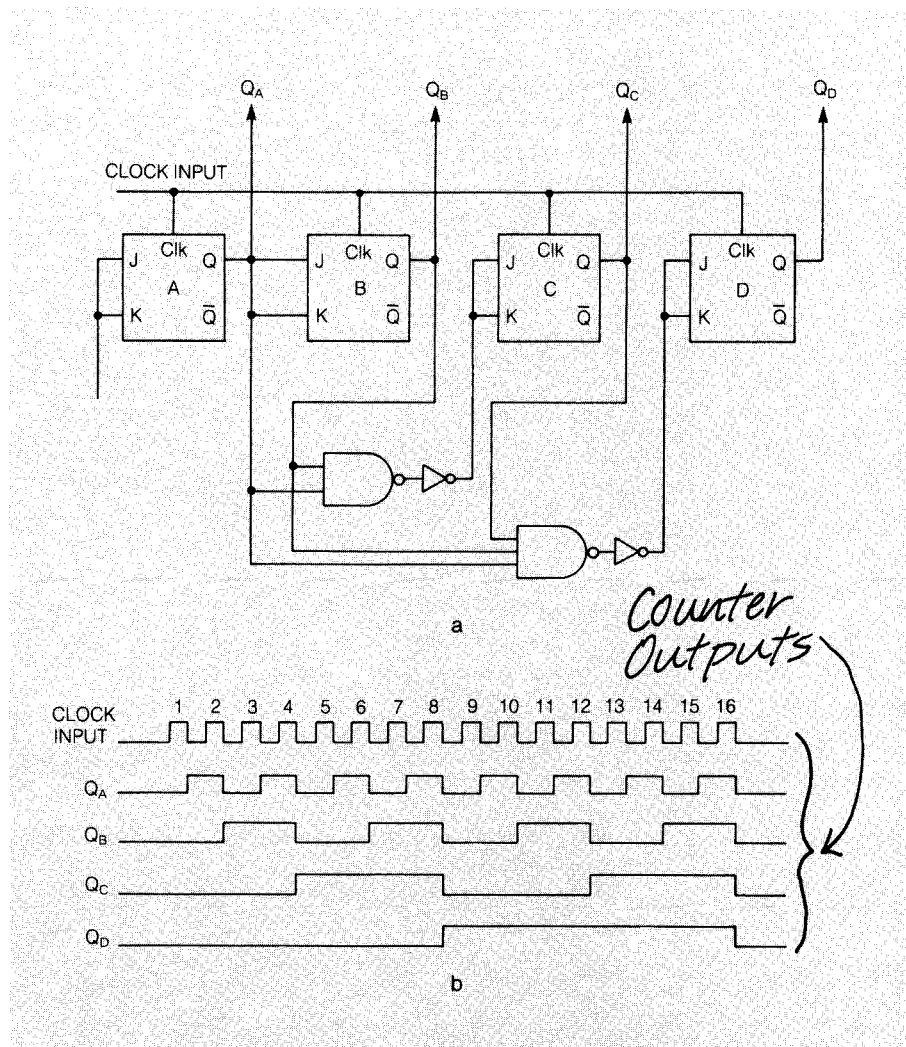 QA QB QC QD
CLOCK INPUT
Clk Clk Clk Clk
J Q J Q J Q J Q
A B C D
K Q̅ K Q̅ K Q̅ K Q̅
a
Counter
Outputs
1 2 3 4 5 6 7 8 9 10 11 12 13 14 15 16
CLOCK
INPUT
QA
QB
QC
QD
b